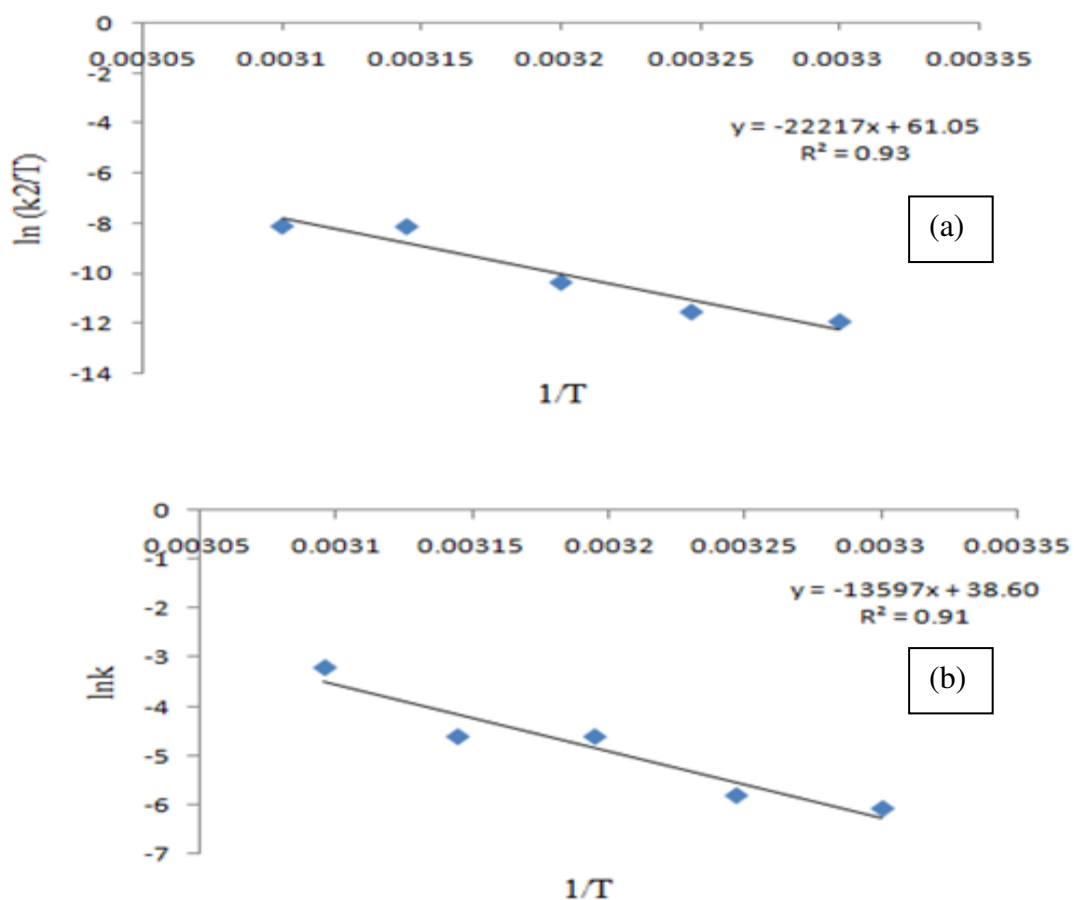 0
0.00305 0.0031 0.00315 0.0032 0.00325 0.0033 0.00335
-2
-4
y = -22217x + 61.05
R² = 0.93
-6
ln (k2/T)
(a)
-8
-10
-12
-14
1/T
0
0.00305 0.0031 0.00315 0.0032 0.00325 0.0033 0.00335
-1
y = -13597x + 38.60
-2
R² = 0.91
-3
lnk
(b)
-4
-5
-6
-7
1/T